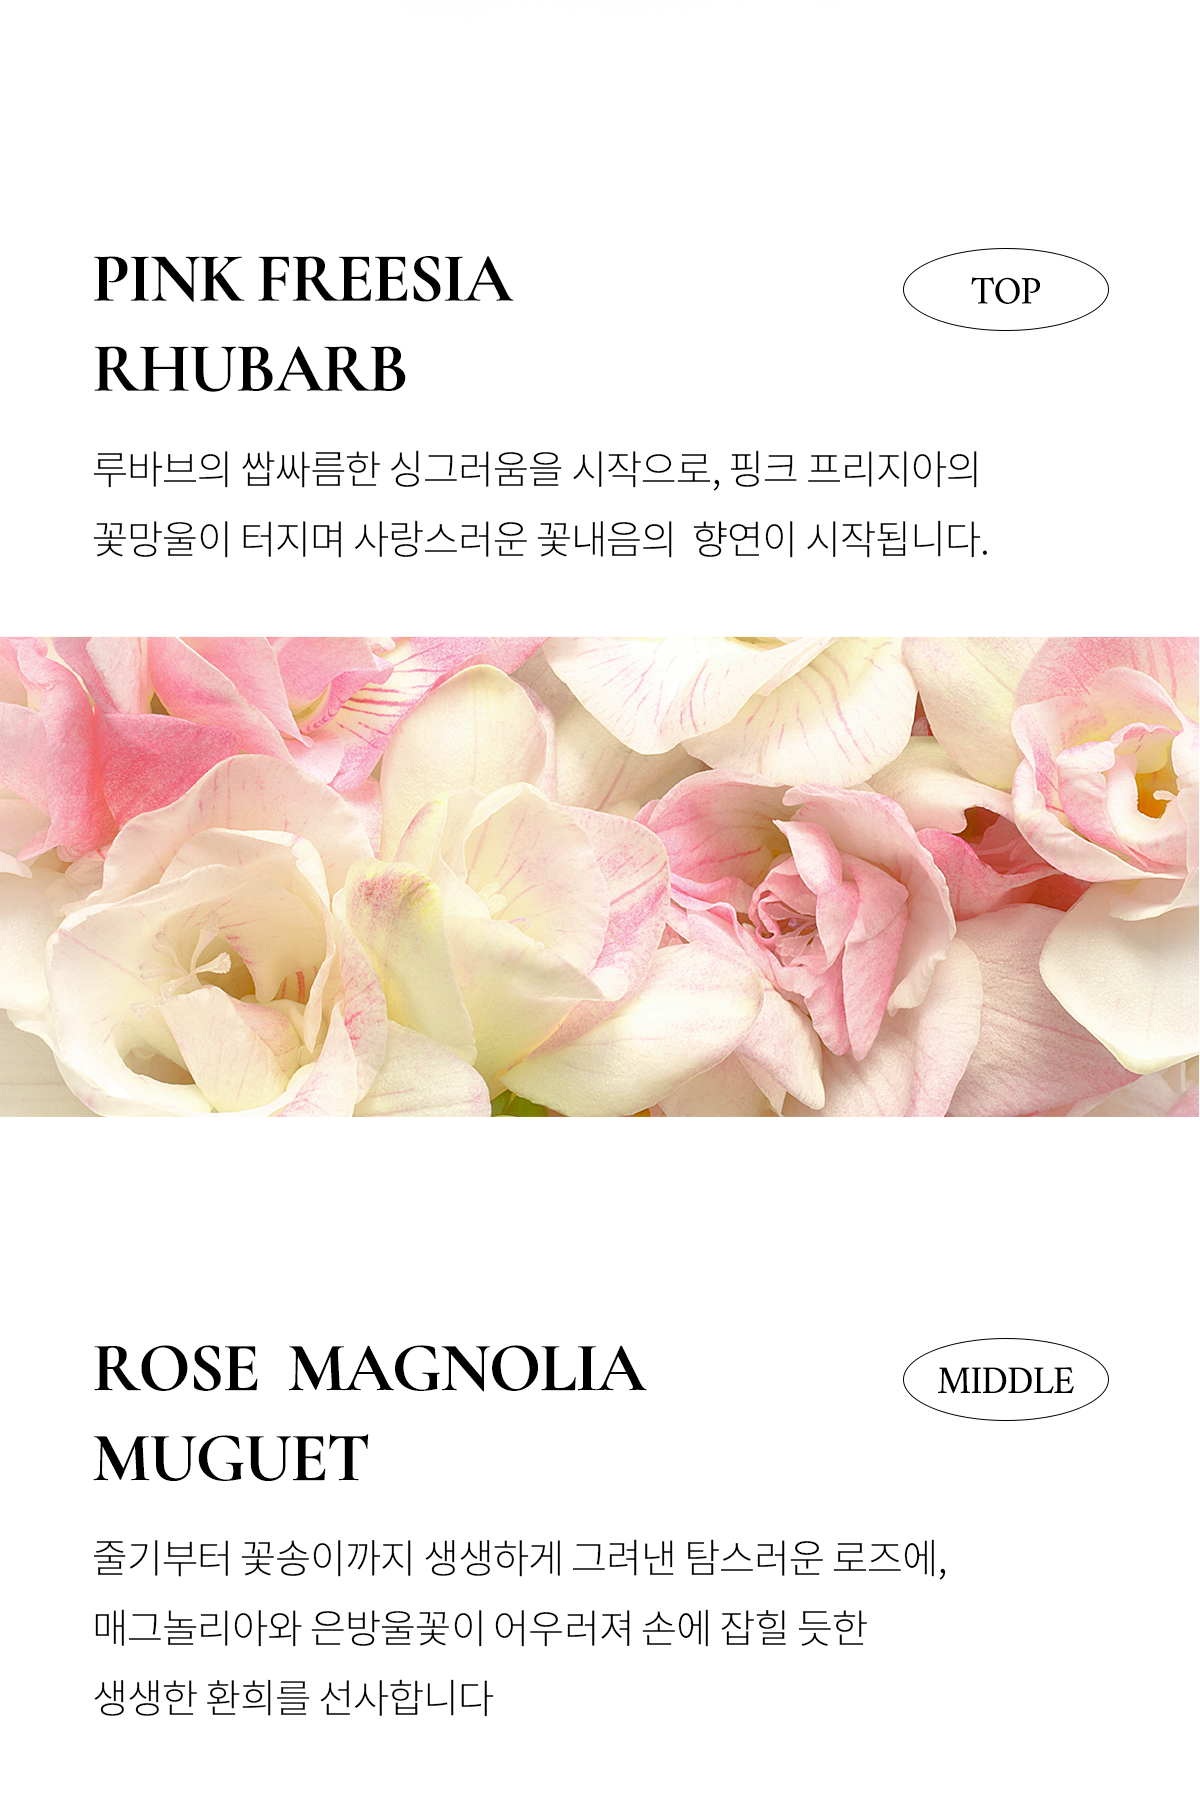 PINK FREESIA
TOP
RHUBARB
루바브의 쌉싸름한 싱그러움을 시작으로, 핑크 프리지아의
꽃망울이 터지며 사랑스러운 꽃내음의 향연이 시작됩니다.
ROSE MAGNOLIA
MIDDLE
MUGUET
줄기부터 꽃송이까지 생생하게 그려낸 탐스러운 로즈에,
매그놀리아와 은방울꽃이 어우러져 손에 잡힐 듯한
생생한 환희를 선사합니다